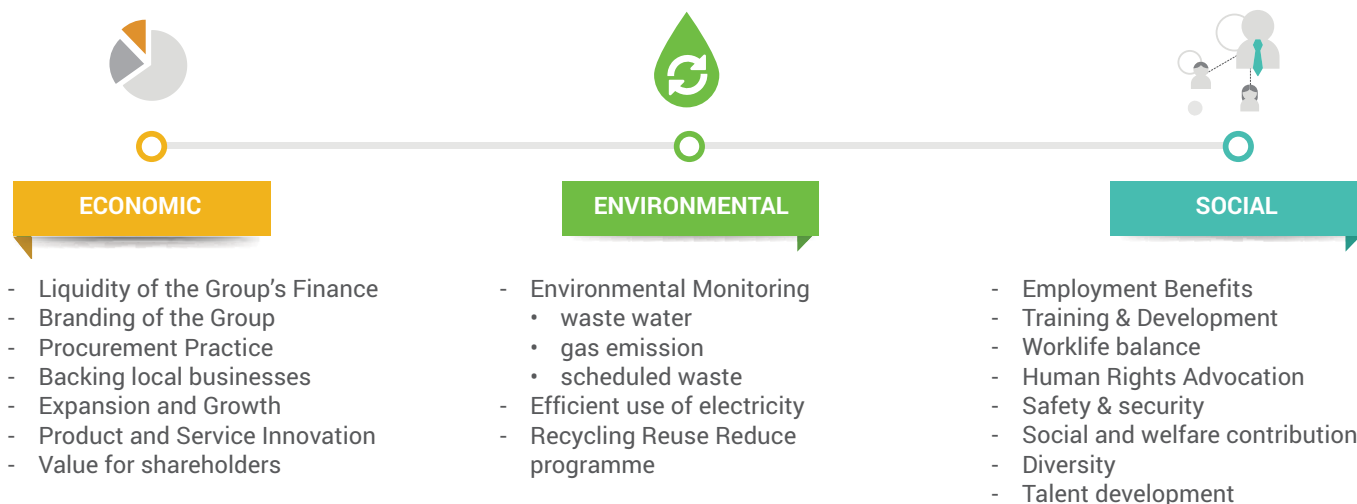 ECONOMIC
- Liquidity of the Group's Finance
- Branding of the Group
- Procurement Practice
- Backing local businesses
- Expansion and Growth
- Product and Service Innovation
- Value for shareholders
ENVIRONMENTAL
- Environmental Monitoring
• waste water
• gas emission
• scheduled waste
- Efficient use of electricity
- Recycling Reuse Reduce
programme
SOCIAL
- Employment Benefits
- Training & Development
- Worklife balance
- Human Rights Advocation
- Safety & security
- Social and welfare contribution
- Diversity
- Talent development